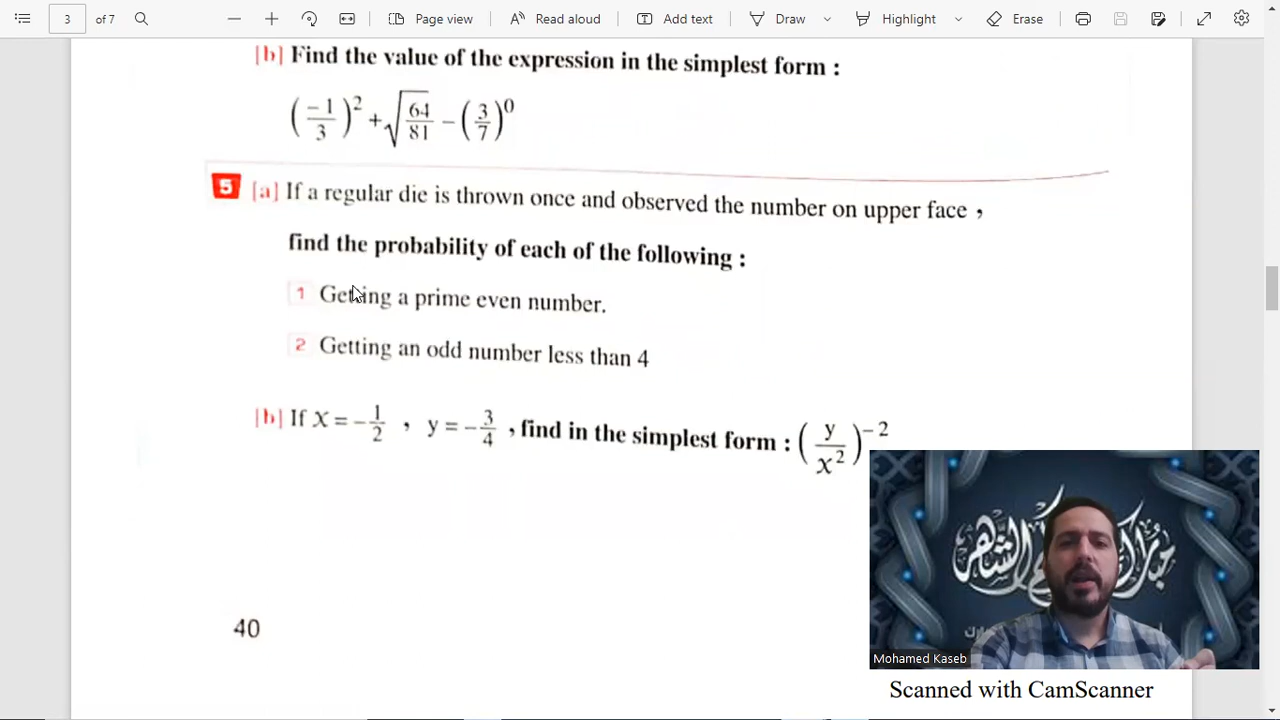 3 of 7 Page view Read aloud Add text Draw Highlight Erase
[b] Find the value of the expression in the simplest form :
(-1/3)² + √(64/81) − (3/7)⁰
5 [a] If a regular die is thrown once and observed the number on upper face ,
find the probability of each of the following :
1 Getting a prime even number.
2 Getting an odd number less than 4
[b] If X = −1/2 , y = −3/4 , find in the simplest form : (y/x²)⁻²
40
Mohamed Kaseb
Scanned with CamScanner